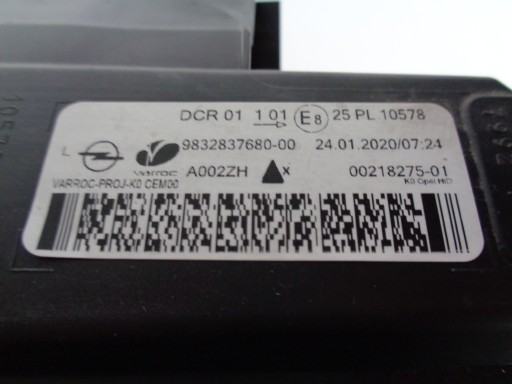 DCR 01 1 01 E8 25 PL 10578
9832837680-00 24.01.2020/07:24
L varroc A002ZH X 00218275-01
VARROC-PROJ-K0 CEM00 K0 Opel HID